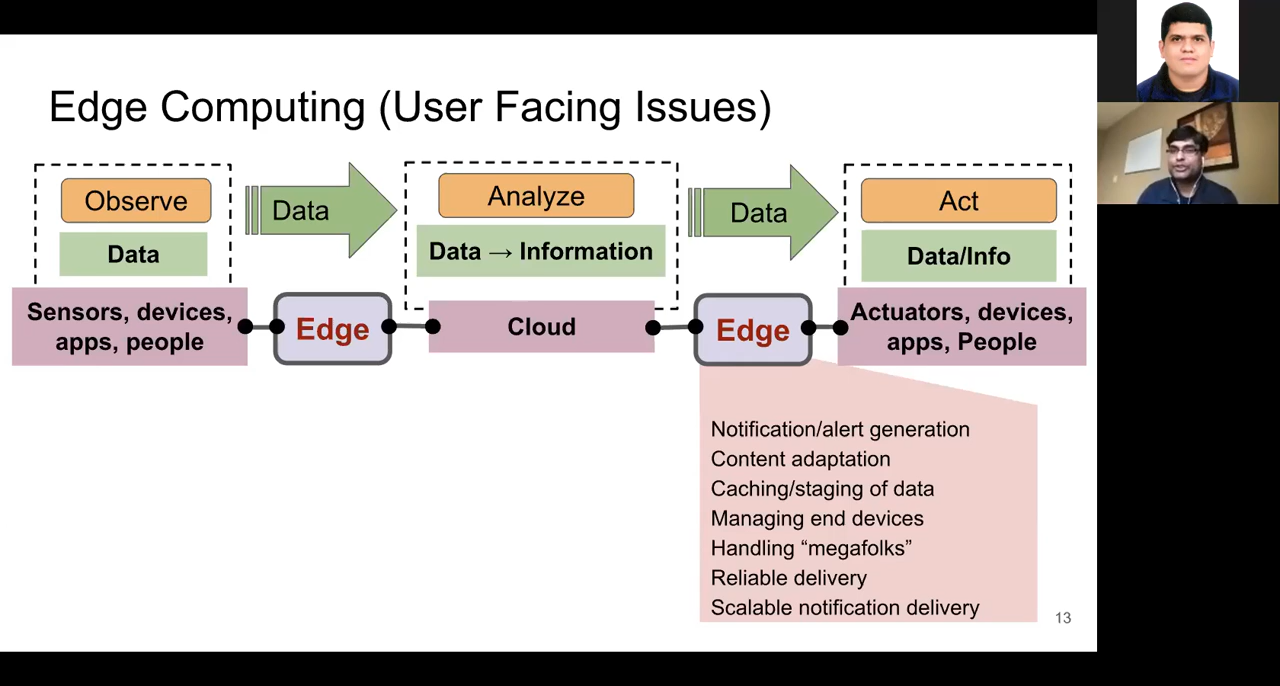 Edge Computing (User Facing Issues)
Observe
Data
Data
Analyze
Data → Information
Data
Act
Data/Info
Sensors, devices,
apps, people
Edge
Cloud
Edge
Actuators, devices,
apps, People
Notification/alert generation
Content adaptation
Caching/staging of data
Managing end devices
Handling “megafolks”
Reliable delivery
Scalable notification delivery
13